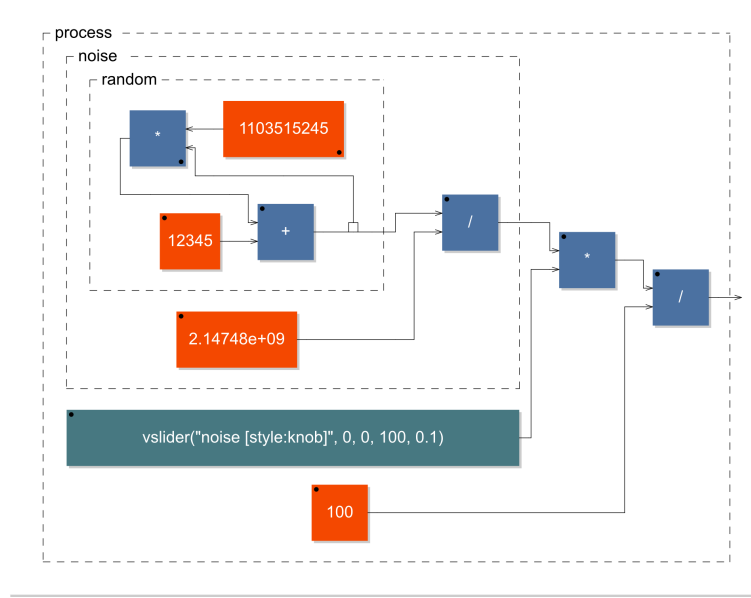 process
noise
random
*
1103515245
12345
+
/
*
/
2.14748e+09
vslider("noise [style:knob]", 0, 0, 100, 0.1)
100